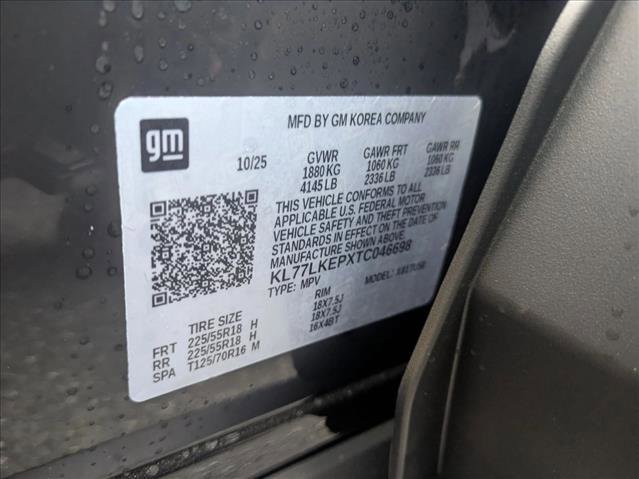 gm
MFD BY GM KOREA COMPANY
10/25 GVWR GAWR FRT GAWR RR
1880 KG 1060 KG 1060 KG
4145 LB 2336 LB 2336 LB
THIS VEHICLE CONFORMS TO ALL
APPLICABLE U.S. FEDERAL MOTOR
VEHICLE SAFETY AND THEFT PREVENTION
STANDARDS IN EFFECT ON THE DATE OF
MANUFACTURE SHOWN ABOVE.
KL77LKEPXTC046698
TYPE: MPV MODEL:
TIRE SIZE RIM
FRT 225/55R18 H 18X7.5J
RR 225/55R18 H 18X7.5J
SPA T125/70R16 M 16X4BT